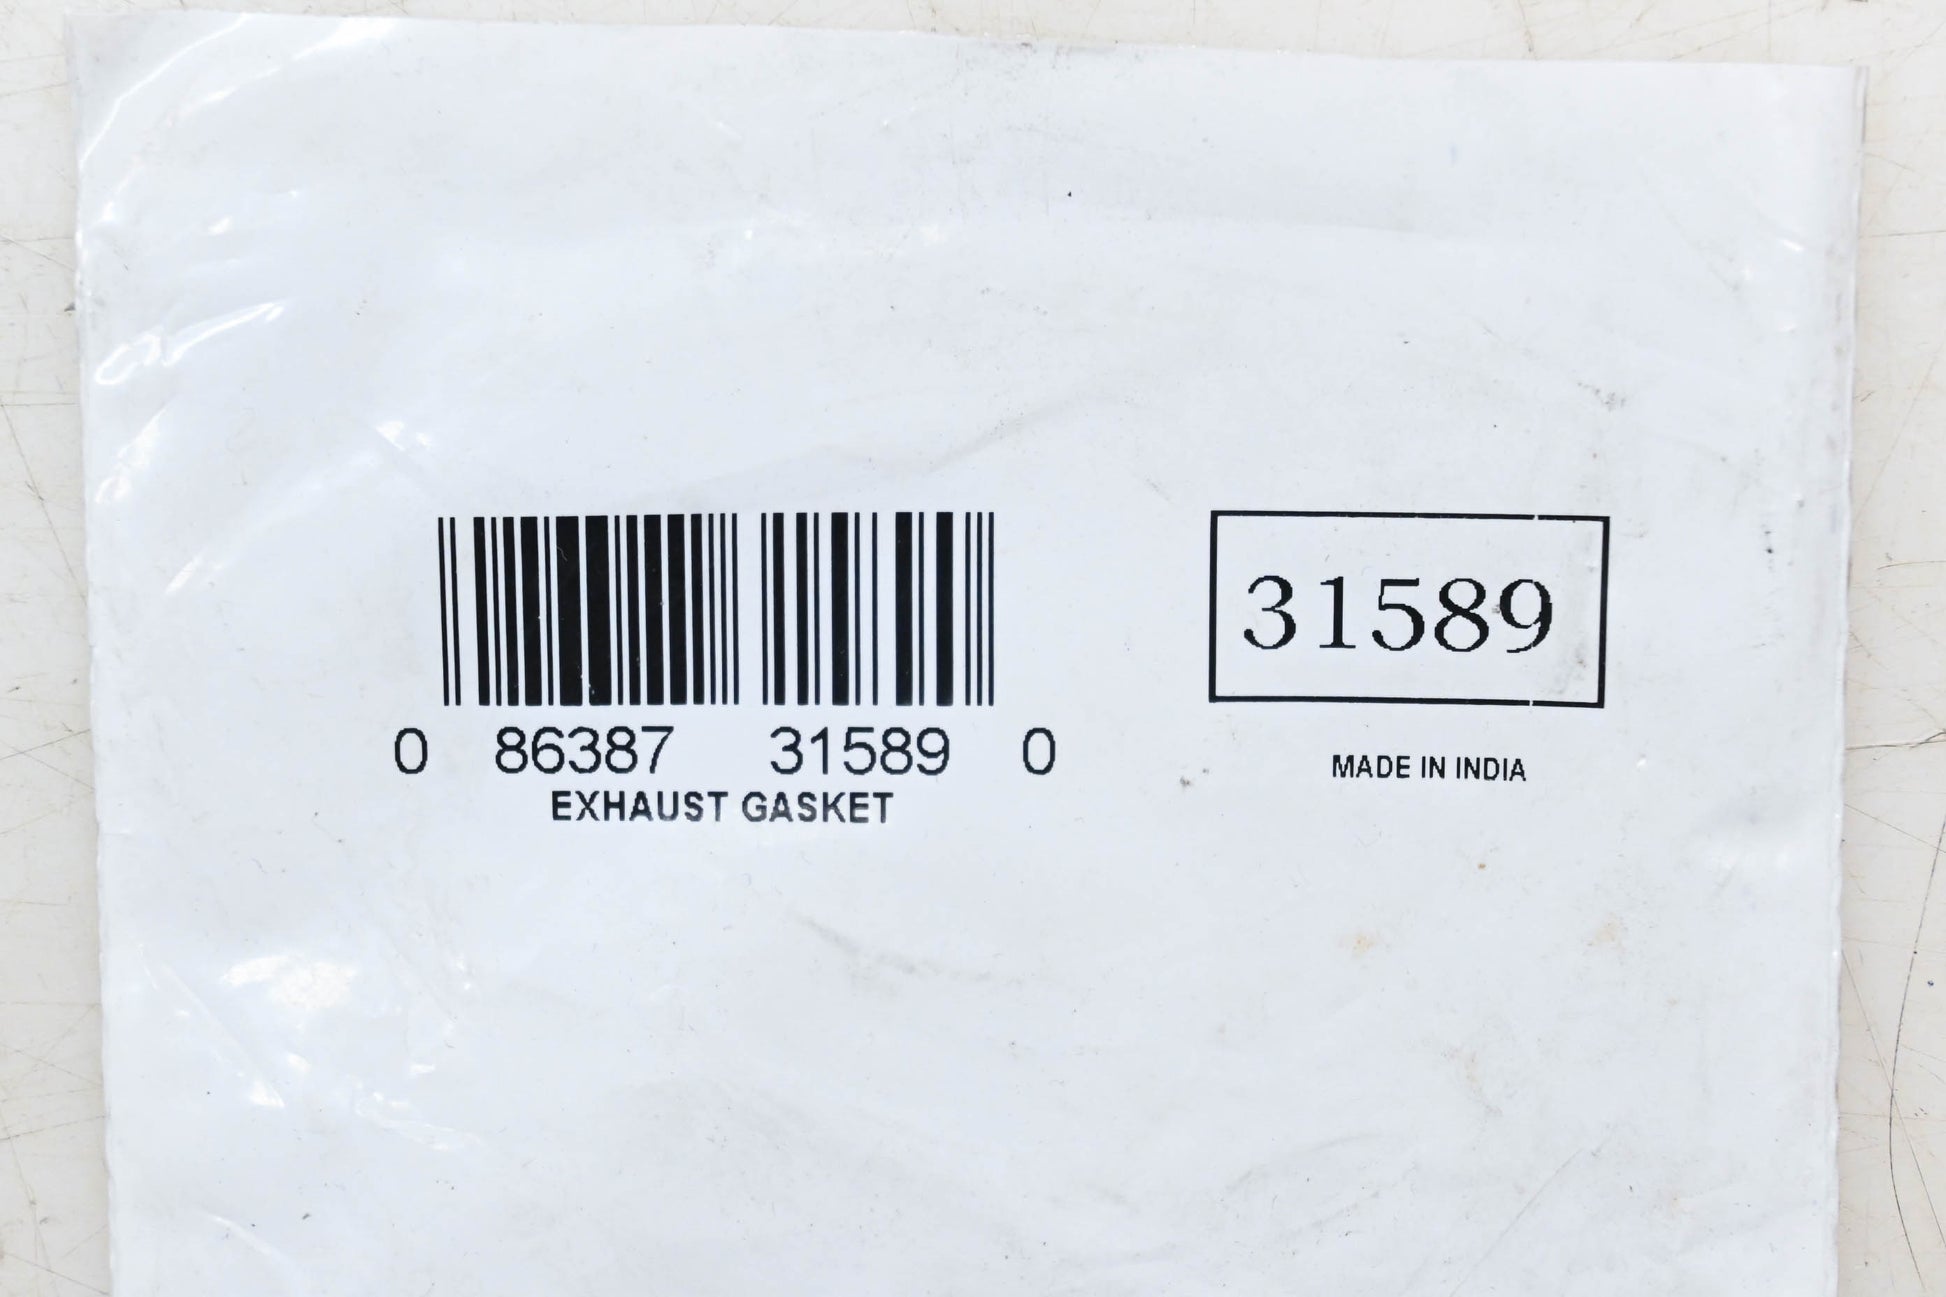 0 86387 31589 0
EXHAUST GASKET
31589
MADE IN INDIA